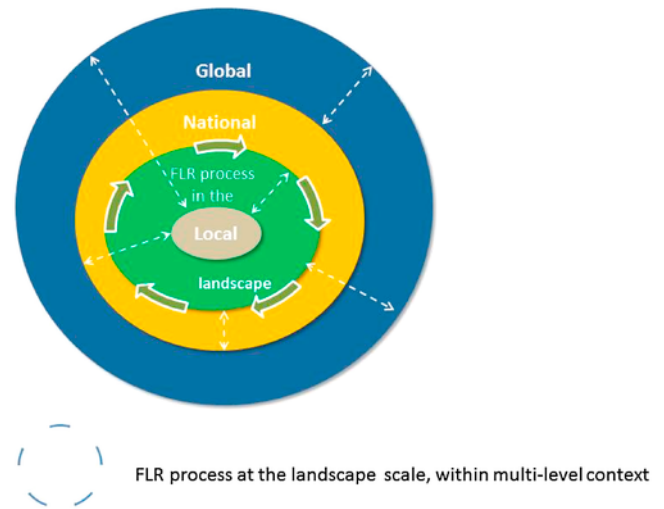 Global
National
FLR process
in the
Local
landscape
FLR process at the landscape scale, within multi-level context